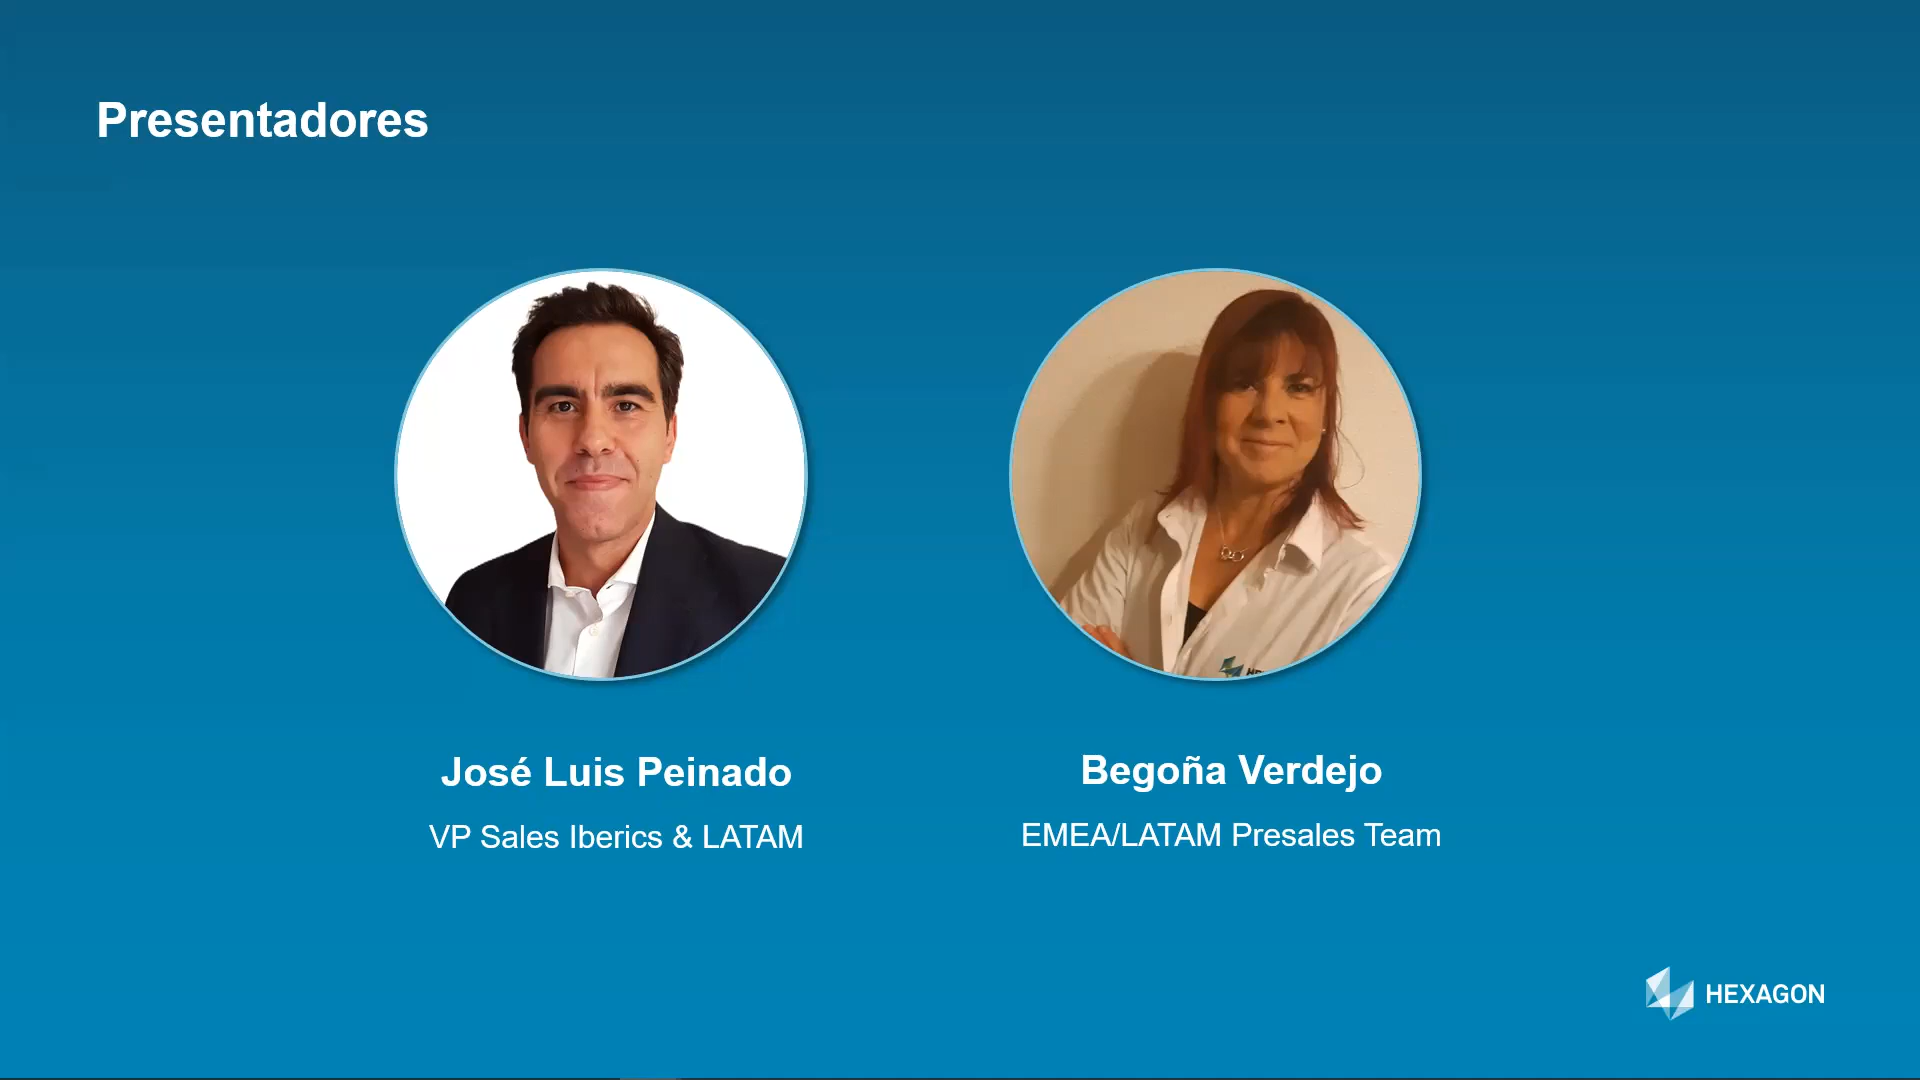 Presentadores
José Luis Peinado
VP Sales Iberics & LATAM
Begoña Verdejo
EMEA/LATAM Presales Team
HEXAGON